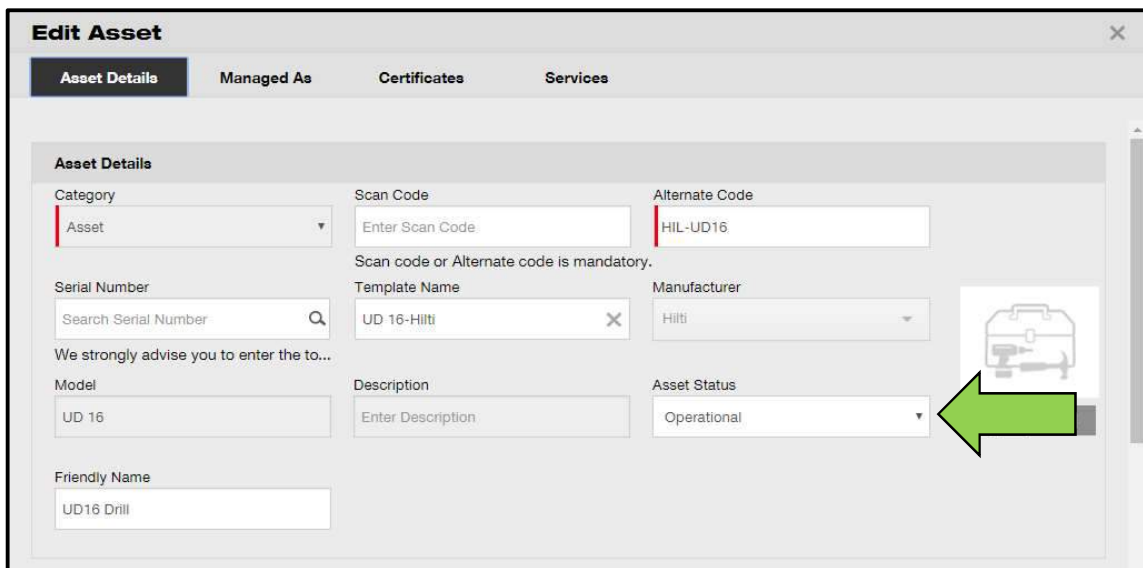 Edit Asset
Asset Details Managed As Certificates Services
Asset Details
Category Scan Code Alternate Code
Asset Enter Scan Code HIL-UD16
Scan code or Alternate code is mandatory.
Serial Number Template Name Manufacturer
Search Serial Number UD 16-Hilti Hilti
We strongly advise you to enter the to...
Model Description Asset Status
UD 16 Enter Description Operational
Friendly Name
UD16 Drill